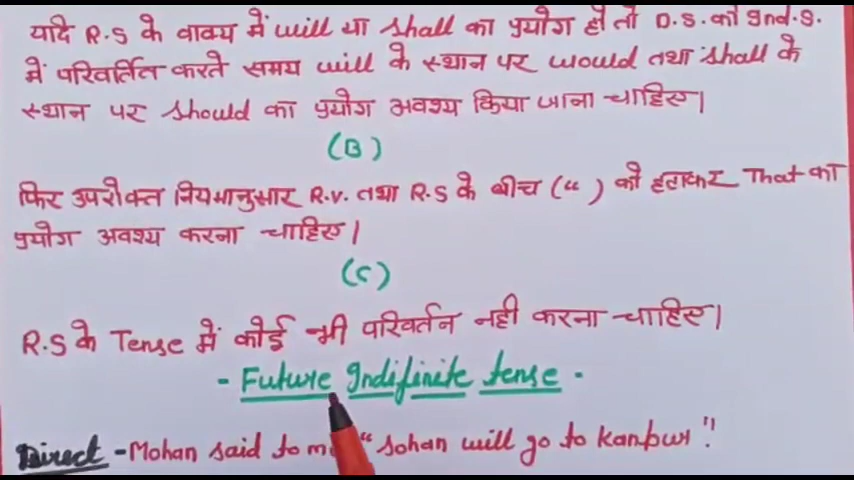 यदि R.S के वाक्य में will या shall का प्रयोग हो तो D.S. को Ind.S.
में परिवर्तित करते समय will के स्थान पर would तथा shall के
स्थान पर should का प्रयोग अवश्य किया जाना चाहिए।
(B)
फिर उपरोक्त नियमानुसार R.V. तथा R.S के बीच (“ ) को हटाकर That का
प्रयोग अवश्य करना चाहिए।
(C)
R.S के Tense में कोई भी परिवर्तन नही करना चाहिए।
- Future Indifinite tense -
Direct - Mohan said to “Sohan will go to Kanpur”.